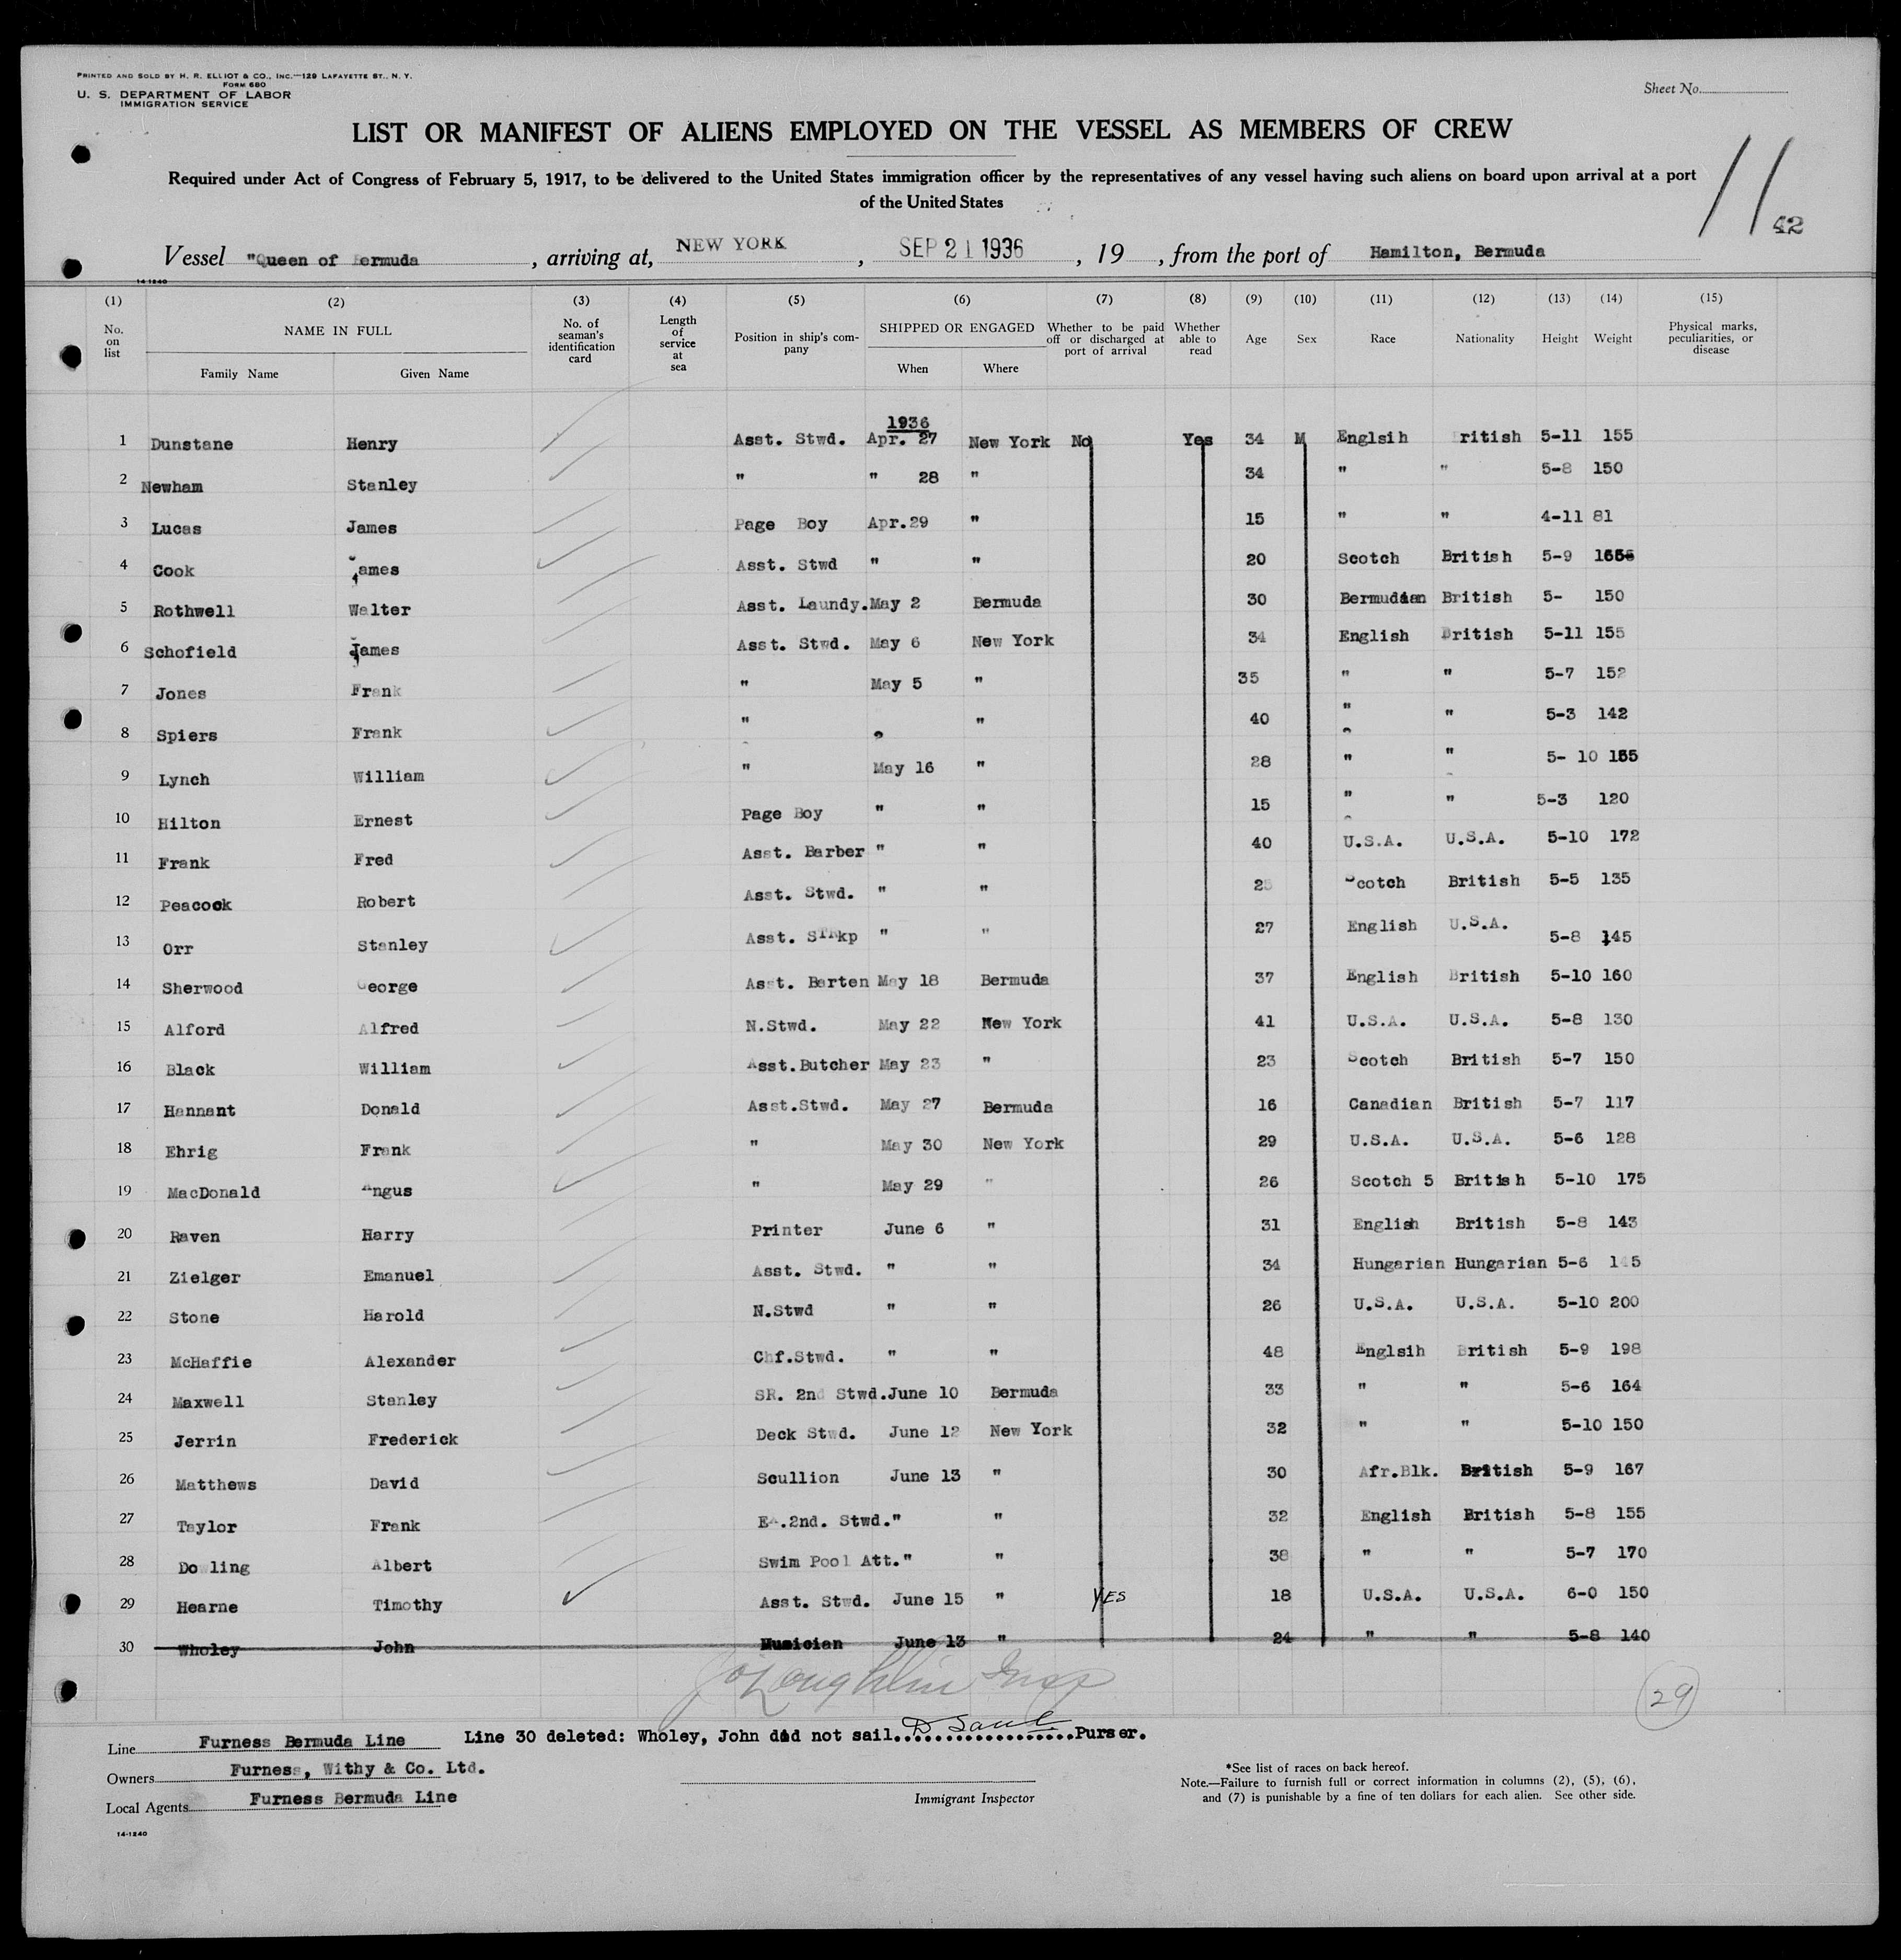 PRINTED AND SOLD BY H. R. ELLIOT & CO., INC.—129 LAFAYETTE ST., N. Y.
FORM 680
U. S. DEPARTMENT OF LABOR
IMMIGRATION SERVICE
Sheet No.
LIST OR MANIFEST OF ALIENS EMPLOYED ON THE VESSEL AS MEMBERS OF CREW
Required under Act of Congress of February 5, 1917, to be delivered to the United States immigration officer by the representatives of any vessel having such aliens on board upon arrival at a port
of the United States
11
42
Vessel "Queen of Bermuda , arriving at, NEW YORK , SEP 21 1936 , 19 , from the port of Hamilton, Bermuda
14-1240
(1) (2) (3) (4) (5) (6) (7) (8) (9) (10) (11) (12) (13) (14) (15)
No. on list NAME IN FULL Family Name Given Name No. of seaman's identification card Length of service at sea Position in ship's company SHIPPED OR ENGAGED When Where Whether to be paid off or discharged at port of arrival Whether able to read Age Sex Race Nationality Height Weight Physical marks, peculiarities, or disease
1936
1 Dunstane Henry Asst. Stwd. Apr. 27 New York No Yes 34 M Englsih British 5-11 155
2 Newham Stanley " " 28 " 34 " " 5-8 150
3 Lucas James Page Boy Apr.29 " 15 " " 4-11 81
4 Cook James Asst. Stwd " " 20 Scotch British 5-9
5 Rothwell Walter Asst. Laundy. May 2 Bermuda 30 Bermudian British 5- 150
6 Schofield James Asst. Stwd. May 6 New York 34 English British 5-11 155
7 Jones Frank " May 5 " 35 " " 5-7 152
8 Spiers Frank " " " 40 " " 5-3 142
9 Lynch William " May 16 " 28 " " 5- 10 165
10 Hilton Ernest Page Boy " " 15 " " 5-3 120
11 Frank Fred Asst. Barber " " 40 U.S.A. U.S.A. 5-10 172
12 Peacock Robert Asst. Stwd. " " 25 Scotch British 5-5 135
13 Orr Stanley Asst. STRkp " " 27 English U.S.A. 5-8 145
14 Sherwood George Asst. Barten May 18 Bermuda 37 English British 5-10 160
15 Alford Alfred N.Stwd. May 22 New York 41 U.S.A. U.S.A. 5-8 130
16 Black William Asst.Butcher May 23 " 23 Scotch British 5-7 150
17 Hannant Donald Asst.Stwd. May 27 Bermuda 16 Canadian British 5-7 117
18 Ehrig Frank " May 30 New York 29 U.S.A. U.S.A. 5-6 128
19 MacDonald Angus " May 29 " 26 Scotch 5 British 5-10 175
20 Raven Harry Printer June 6 " 31 English British 5-8 143
21 Zielger Emanuel Asst. Stwd. " " 34 Hungarian Hungarian 5-6
22 Stone Harold N.Stwd " " 26 U.S.A. U.S.A. 5-10 200
23 McHaffie Alexander Chf.Stwd. " " 48 Englsih British 5-9 198
24 Maxwell Stanley SR. 2nd Stwd. June 10 Bermuda 33 " " 5-6 164
25 Jerrin Frederick Deck Stwd. June 12 New York 32 " " 5-10 150
26 Matthews David Scullion June 13 " 30 Afr.Blk. British 5-9 167
27 Taylor Frank 2nd. Stwd. " " 32 English British 5-8 155
28 Dowling Albert Swim Pool Att. " " 38 " " 5-7 170
29 Hearne Timothy Asst. Stwd. June 15 " YES 18 U.S.A. U.S.A. 6-0 150
30 Wholey John Musician June 13 " 24 " " 5-8 140
JO'Loughlin Insp
29
Line Furness Bermuda Line Line 30 deleted: Wholey, John did not sail. D Saul Purser.
Owners Furness, Withy & Co. Ltd.
Local Agents Furness Bermuda Line
Immigrant Inspector
*See list of races on back hereof.
Note.—Failure to furnish full or correct information in columns (2), (5), (6),
and (7) is punishable by a fine of ten dollars for each alien. See other side.
14-1240